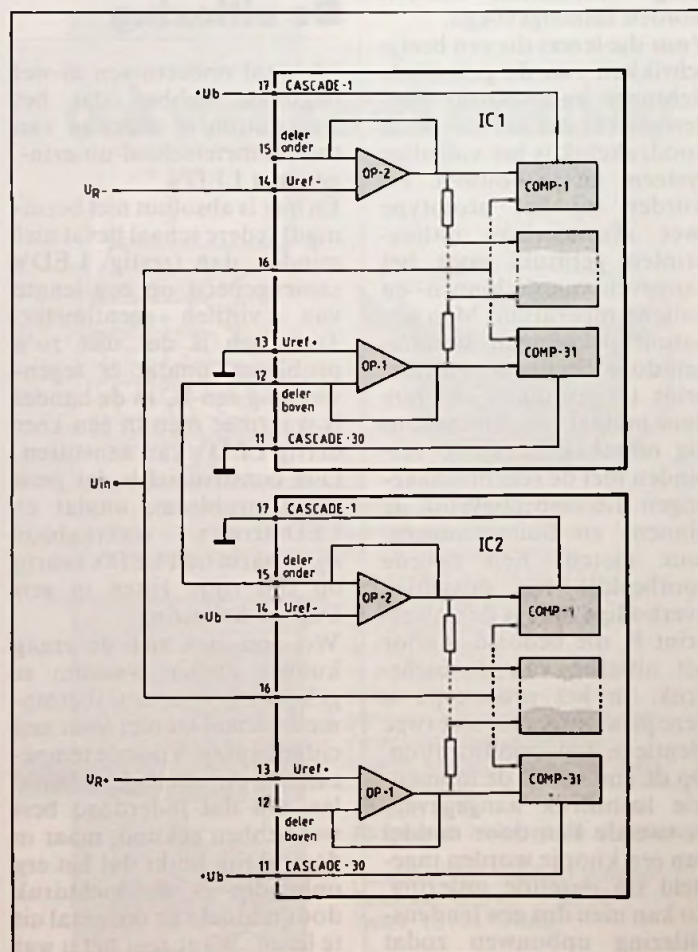 +Ub
17 CASCADE-1
IC1
15
deler
onder
OP-2
UR-
14 Uref-
COMP-1
16
13 Uref+
12
OP-1
COMP-31
deler
boven
11 CASCADE-30
Uin
17 CASCADE-1
IC2
deler
onder
15
OP-2
COMP-1
+Ub
14 Uref-
16
UR+
13 Uref+
12
OP-1
COMP-31
deler
boven
+Ub
11 CASCADE-30